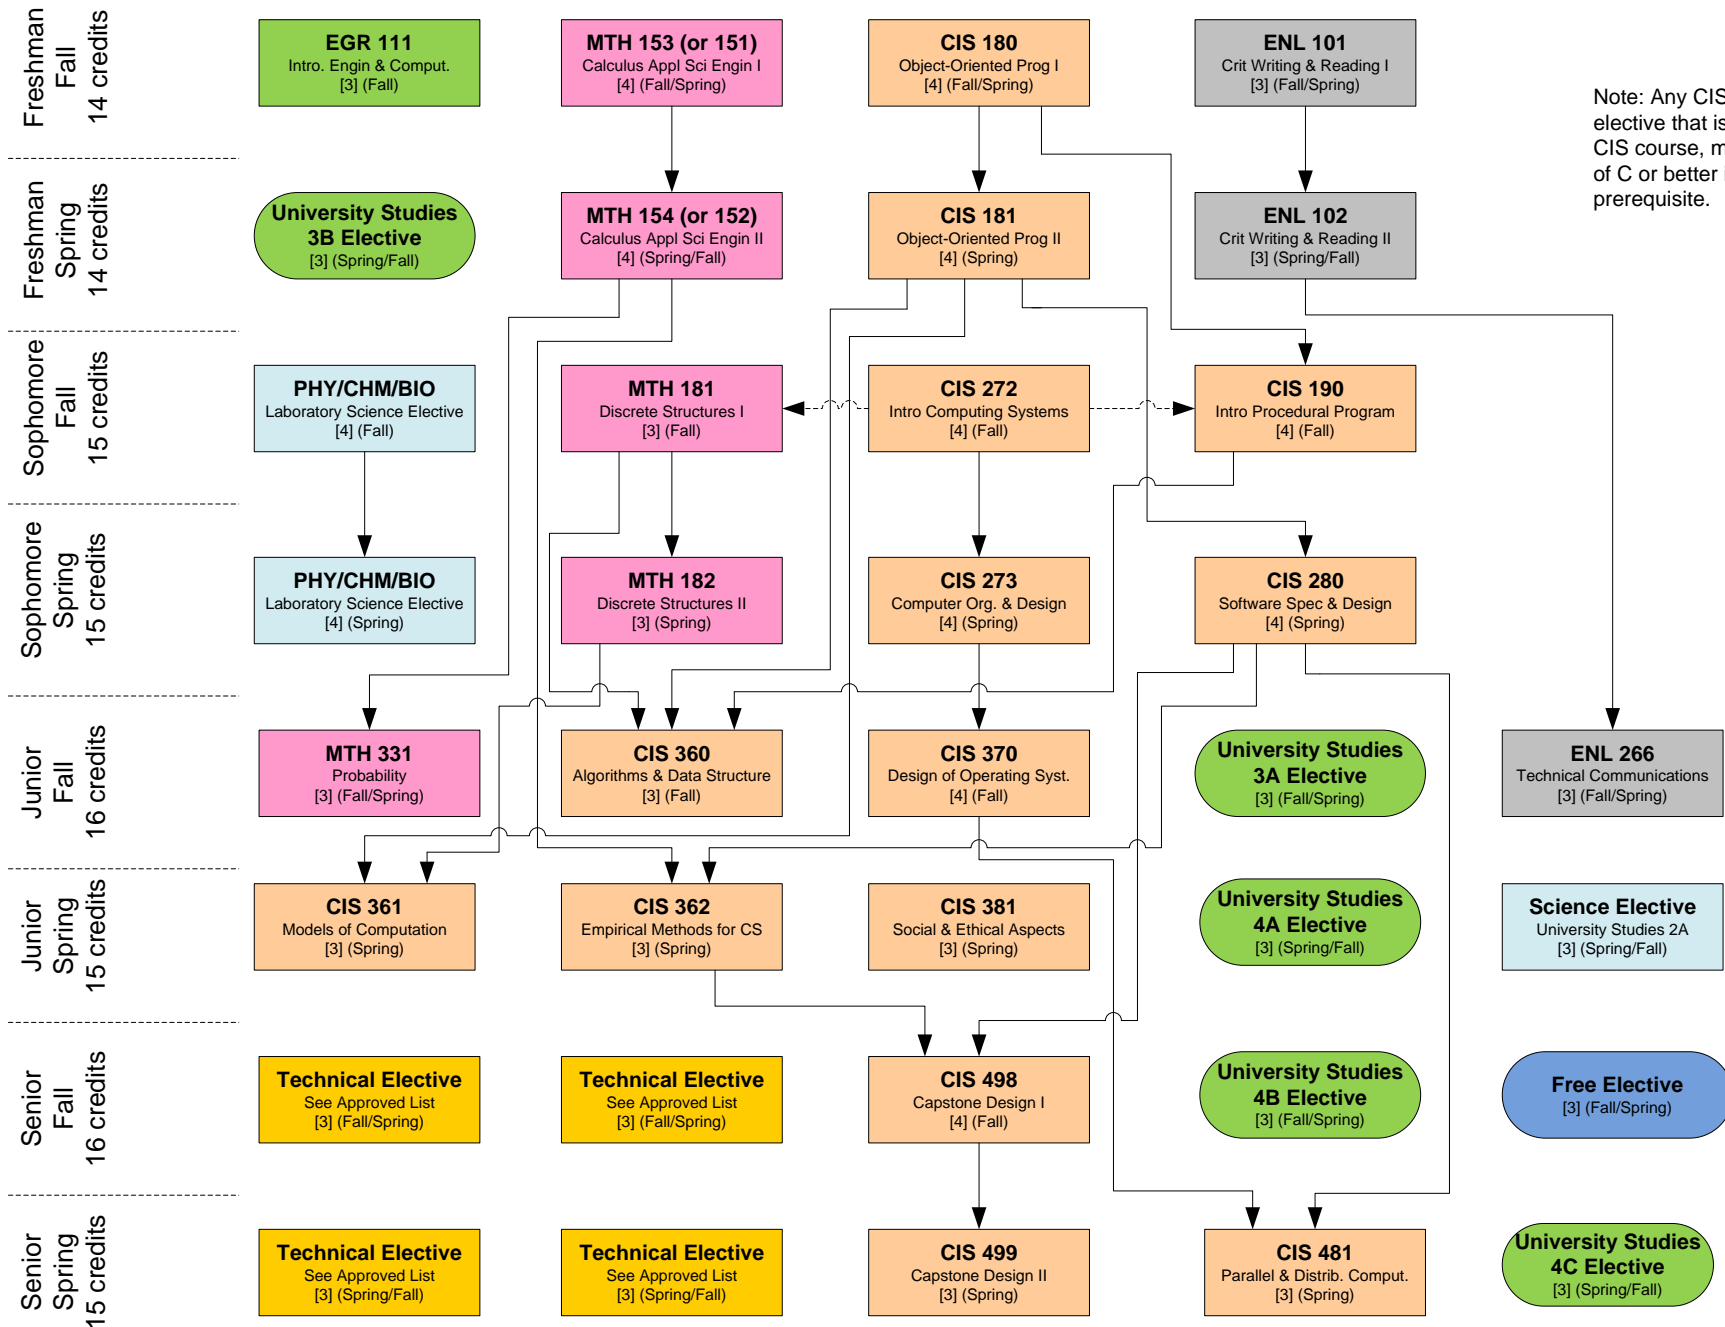 Freshman
Fall
14 credits
EGR 111
Intro. Engin & Comput.
[3] (Fall)
MTH 153 (or 151)
Calculus Appl Sci Engin I
[4] (Fall/Spring)
CIS 180
Object-Oriented Prog I
[4] (Fall/Spring)
ENL 101
Crit Writing & Reading I
[3] (Fall/Spring)
Note: Any CIS
elective that is
CIS course, m
of C or better i
prerequisite.
Freshman
Spring
14 credits
University Studies
3B Elective
[3] (Spring/Fall)
MTH 154 (or 152)
Calculus Appl Sci Engin II
[4] (Spring/Fall)
CIS 181
Object-Oriented Prog II
[4] (Spring)
ENL 102
Crit Writing & Reading II
[3] (Spring/Fall)
Sophomore
Fall
15 credits
PHY/CHM/BIO
Laboratory Science Elective
[4] (Fall)
MTH 181
Discrete Structures I
[3] (Fall)
CIS 272
Intro Computing Systems
[4] (Fall)
CIS 190
Intro Procedural Program
[4] (Fall)
Sophomore
Spring
15 credits
PHY/CHM/BIO
Laboratory Science Elective
[4] (Spring)
MTH 182
Discrete Structures II
[3] (Spring)
CIS 273
Computer Org. & Design
[4] (Spring)
CIS 280
Software Spec & Design
[4] (Spring)
Junior
Fall
16 credits
MTH 331
Probability
[3] (Fall/Spring)
CIS 360
Algorithms & Data Structure
[3] (Fall)
CIS 370
Design of Operating Syst.
[4] (Fall)
University Studies
3A Elective
[3] (Fall/Spring)
ENL 266
Technical Communications
[3] (Fall/Spring)
Junior
Spring
15 credits
CIS 361
Models of Computation
[3] (Spring)
CIS 362
Empirical Methods for CS
[3] (Spring)
CIS 381
Social & Ethical Aspects
[3] (Spring)
University Studies
4A Elective
[3] (Spring/Fall)
Science Elective
University Studies 2A
[3] (Spring/Fall)
Senior
Fall
16 credits
Technical Elective
See Approved List
[3] (Fall/Spring)
Technical Elective
See Approved List
[3] (Fall/Spring)
CIS 498
Capstone Design I
[4] (Fall)
University Studies
4B Elective
[3] (Fall/Spring)
Free Elective
[3] (Fall/Spring)
Senior
Spring
15 credits
Technical Elective
See Approved List
[3] (Spring/Fall)
Technical Elective
See Approved List
[3] (Spring/Fall)
CIS 499
Capstone Design II
[3] (Spring)
CIS 481
Parallel & Distrib. Comput.
[3] (Spring)
University Studies
4C Elective
[3] (Spring/Fall)